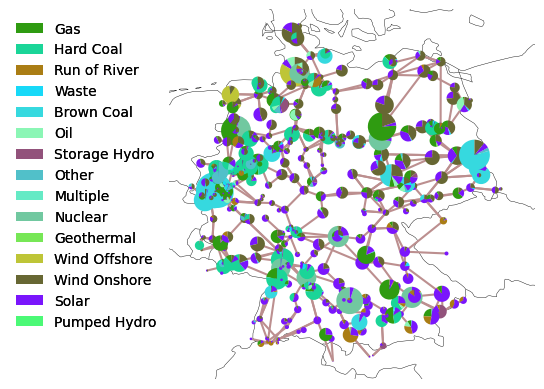 Gas
Hard Coal
Run of River
Waste
Brown Coal
Oil
Storage Hydro
Other
Multiple
Nuclear
Geothermal
Wind Offshore
Wind Onshore
Solar
Pumped Hydro